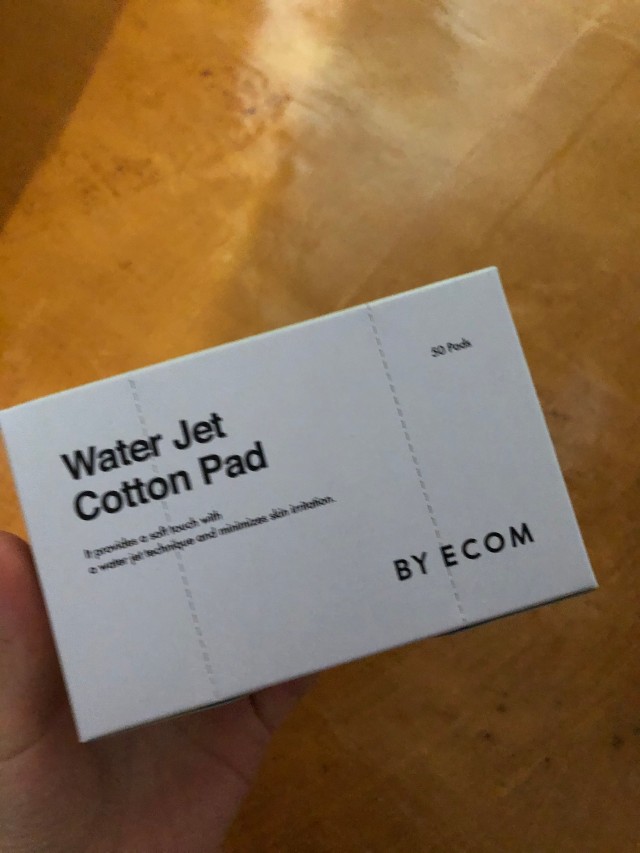 50 Pads
Water Jet
Cotton Pad
It provides a soft touch with
a water jet technique and minimizes skin irritation.
BY ECOM